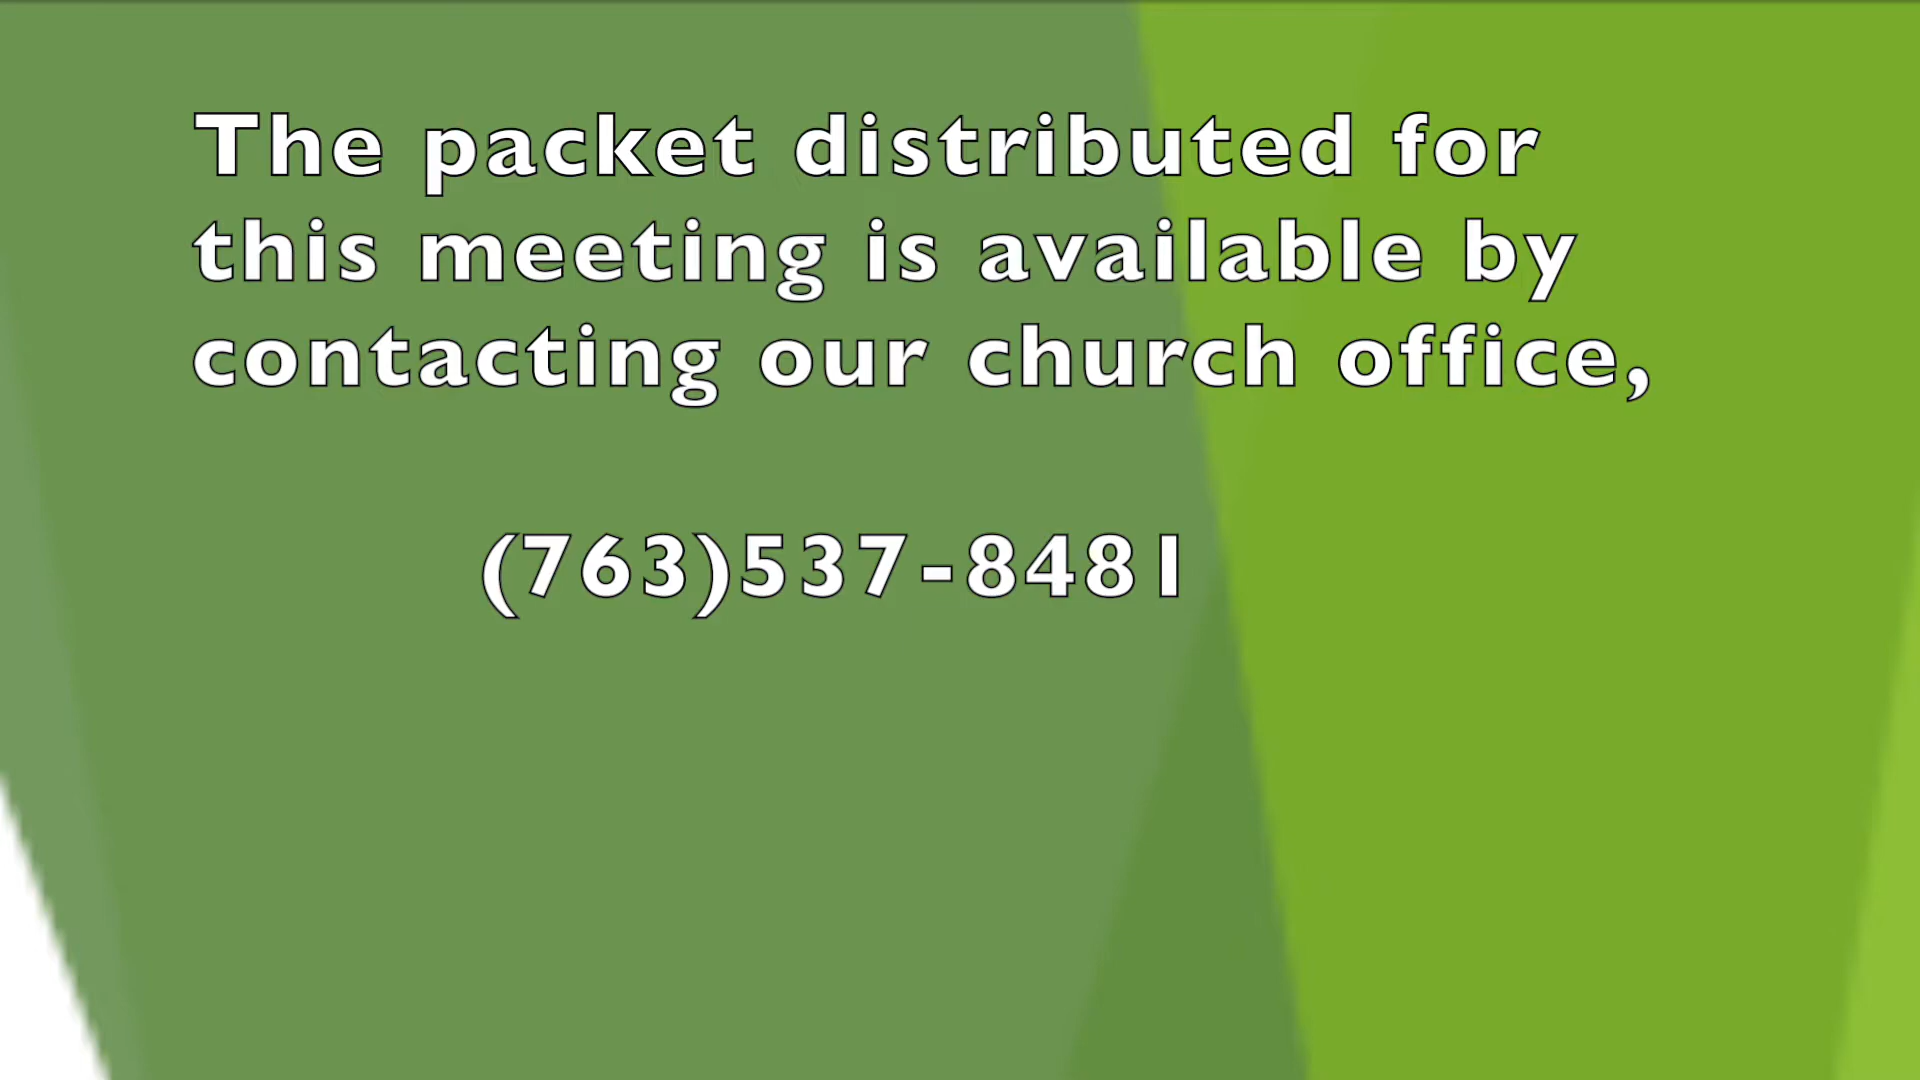 The packet distributed for
this meeting is available by
contacting our church office,
(763)537-8481